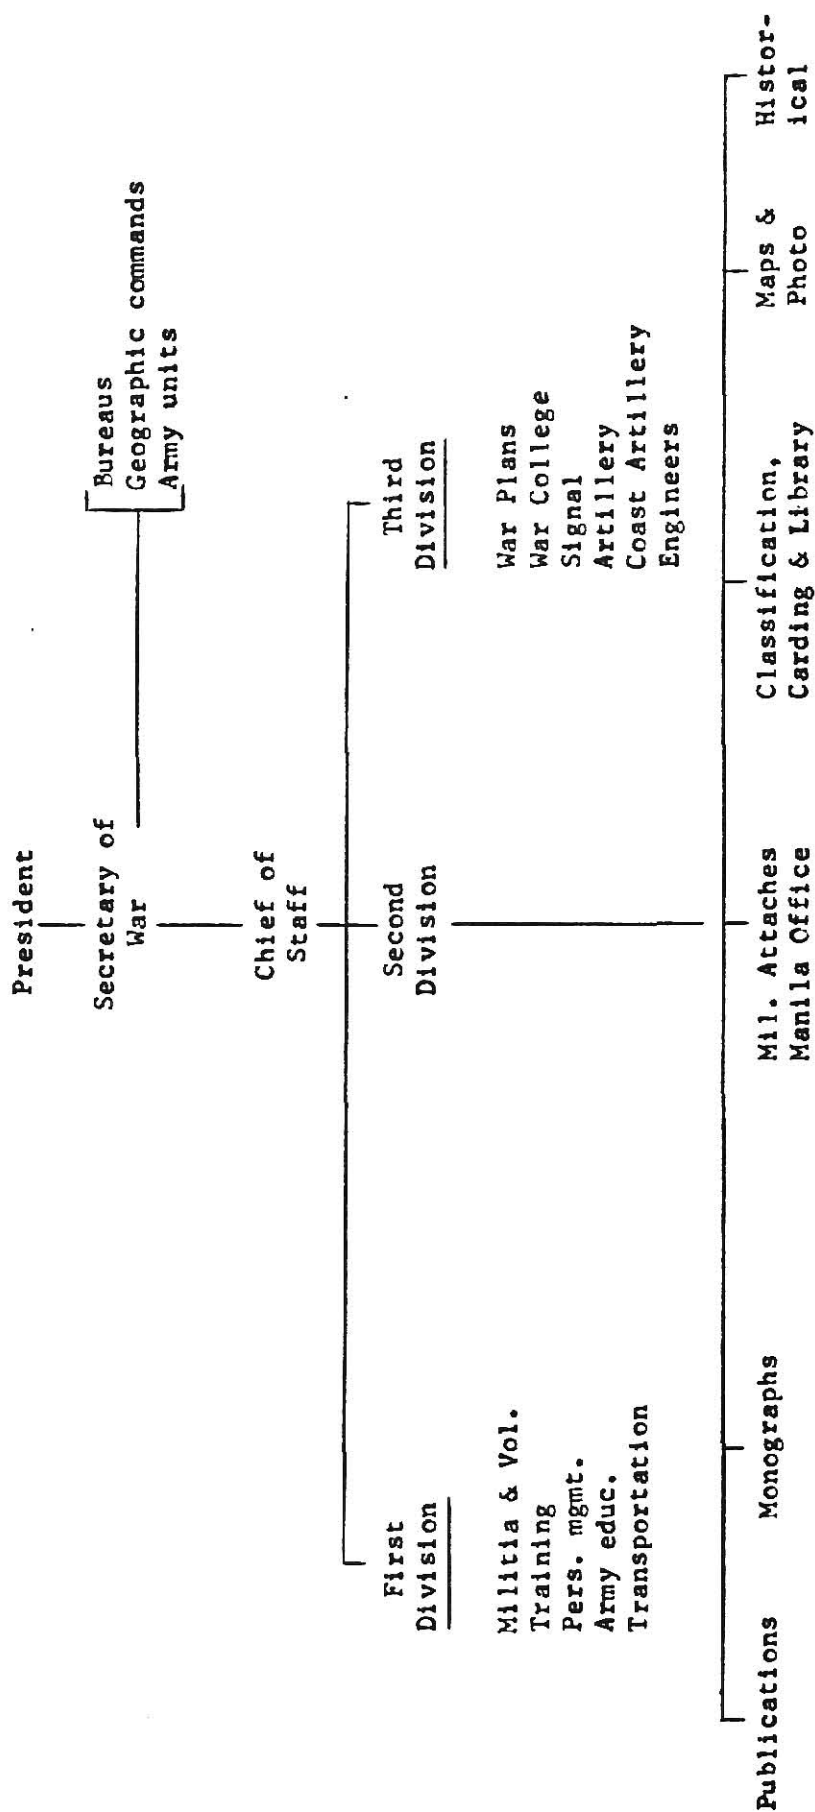 President
Secretary of
War
Bureaus
Geographic commands
Army units
Chief of
Staff
First
Division
Militia & Vol.
Training
Pers. mgmt.
Army educ.
Transportation
Second
Division
Third
Division
War Plans
War College
Signal
Artillery
Coast Artillery
Engineers
Publications
Monographs
Mil. Attaches
Manila Office
Classification,
Carding & Library
Maps &
Photo
Histor-
ical